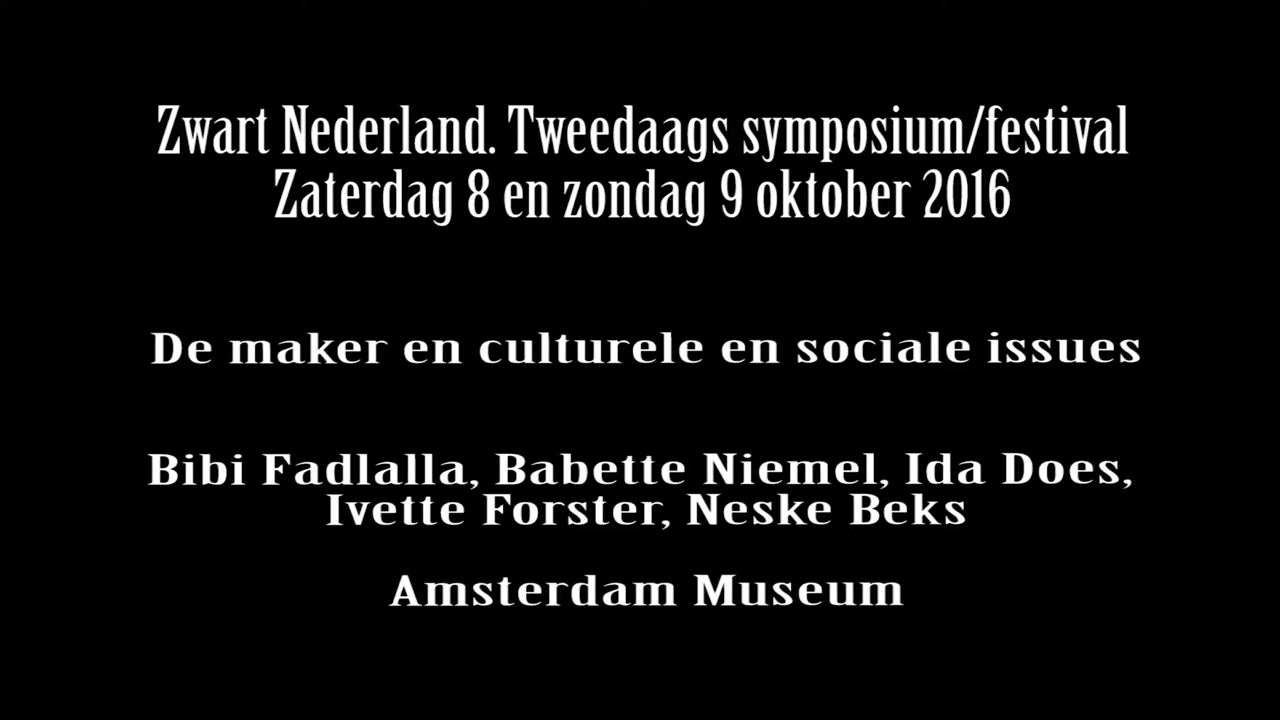 Zwart Nederland. Tweedaags symposium/festival
Zaterdag 8 en zondag 9 oktober 2016
De maker en culturele en sociale issues
Bibi Fadlalla, Babette Niemel, Ida Does,
Ivette Forster, Neske Beks
Amsterdam Museum